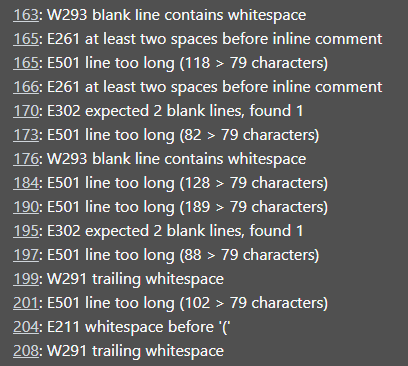 163: W293 blank line contains whitespace
165: E261 at least two spaces before inline comment
165: E501 line too long (118 > 79 characters)
166: E261 at least two spaces before inline comment
170: E302 expected 2 blank lines, found 1
173: E501 line too long (82 > 79 characters)
176: W293 blank line contains whitespace
184: E501 line too long (128 > 79 characters)
190: E501 line too long (189 > 79 characters)
195: E302 expected 2 blank lines, found 1
197: E501 line too long (88 > 79 characters)
199: W291 trailing whitespace
201: E501 line too long (102 > 79 characters)
204: E211 whitespace before '('
208: W291 trailing whitespace